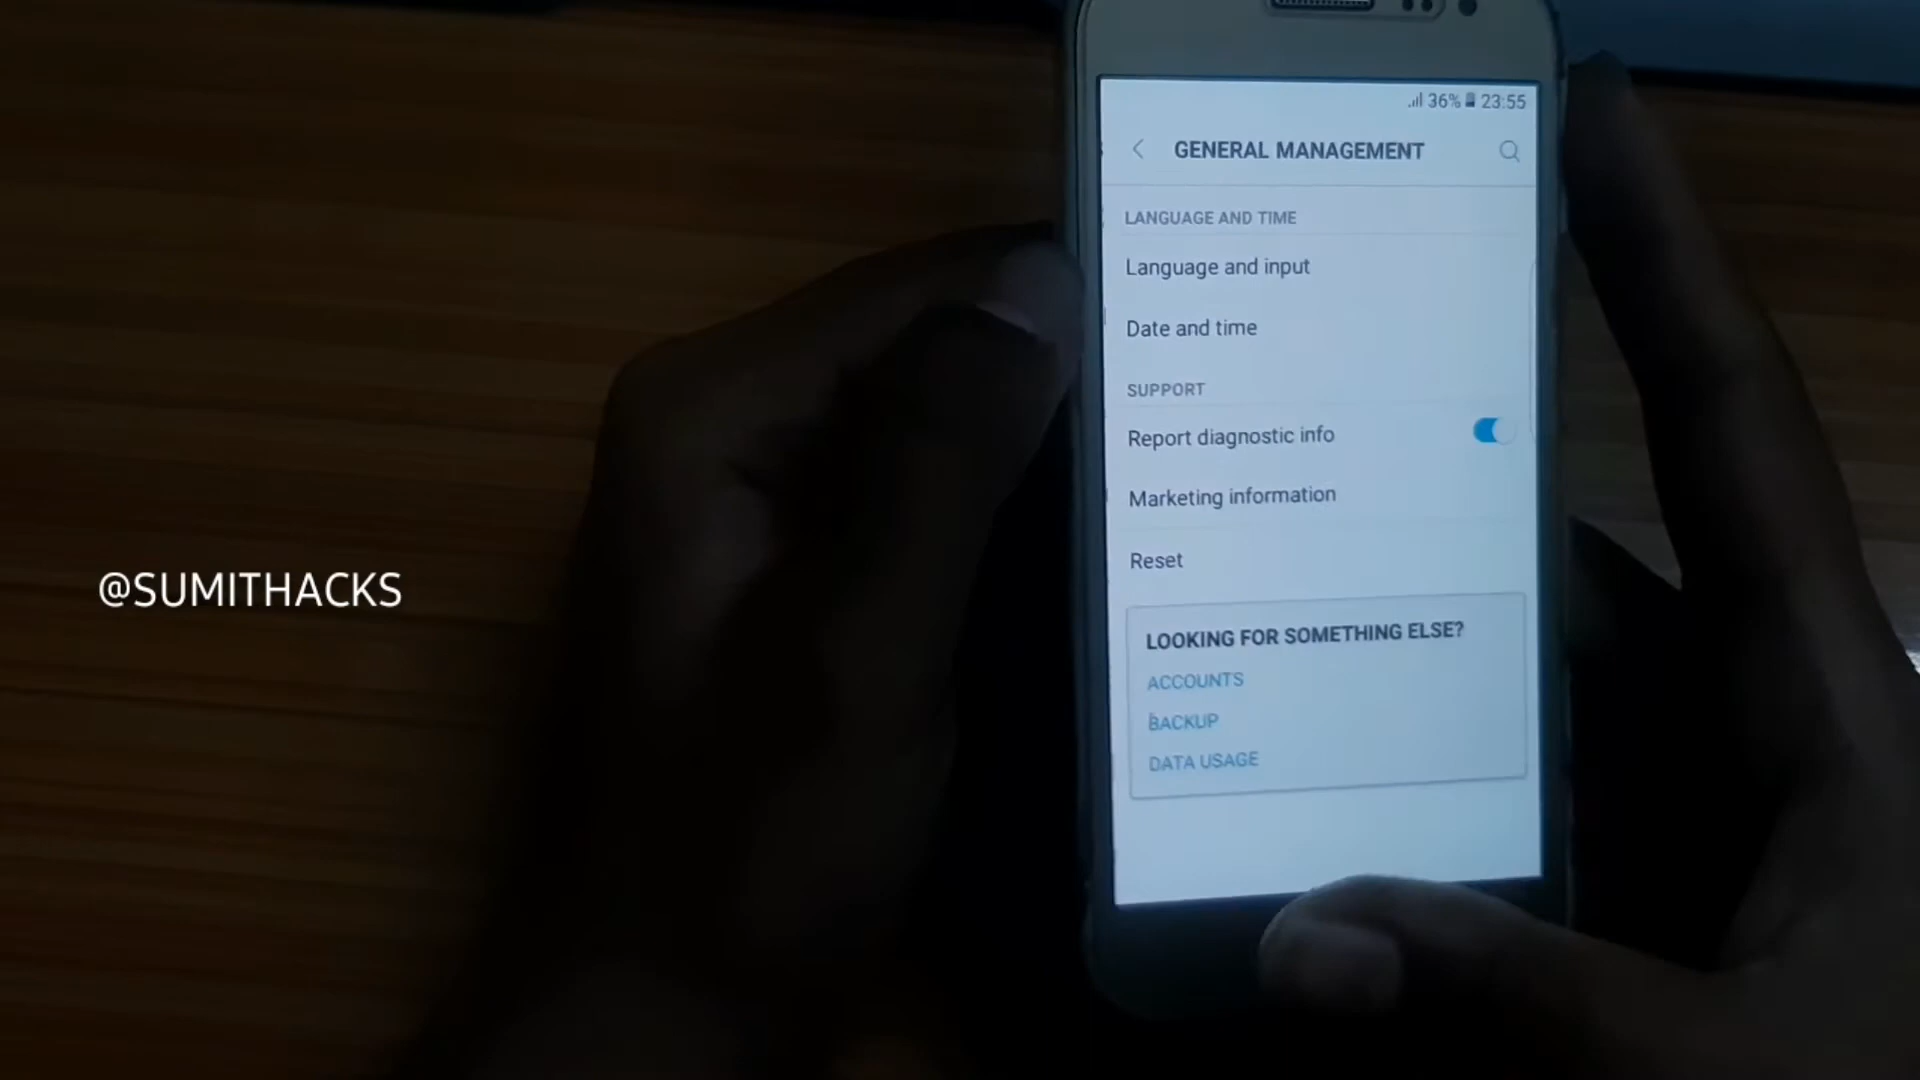 36% 23:55
GENERAL MANAGEMENT
LANGUAGE AND TIME
Language and input
Date and time
SUPPORT
Report diagnostic info
Marketing information
Reset
@SUMITHACKS
LOOKING FOR SOMETHING ELSE?
ACCOUNTS
BACKUP
DATA USAGE